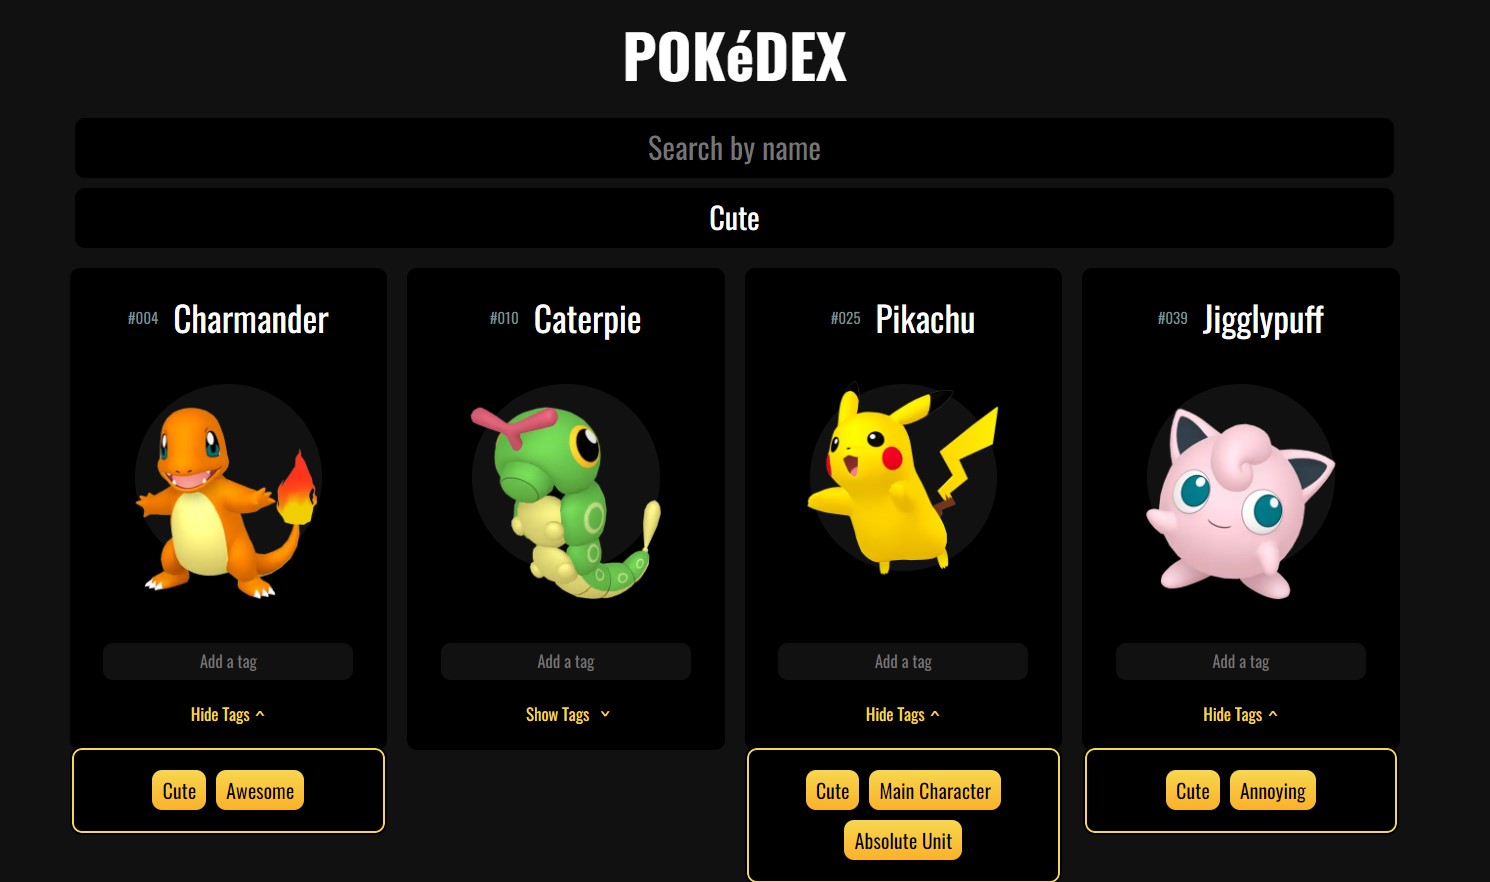 POKéDEX
Search by name
Cute
#004 Charmander
Add a tag
Hide Tags ^
Cute Awesome
#010 Caterpie
Add a tag
Show Tags
#025 Pikachu
Add a tag
Hide Tags ^
Cute Main Character
Absolute Unit
#039 Jigglypuff
Add a tag
Hide Tags ^
Cute Annoying